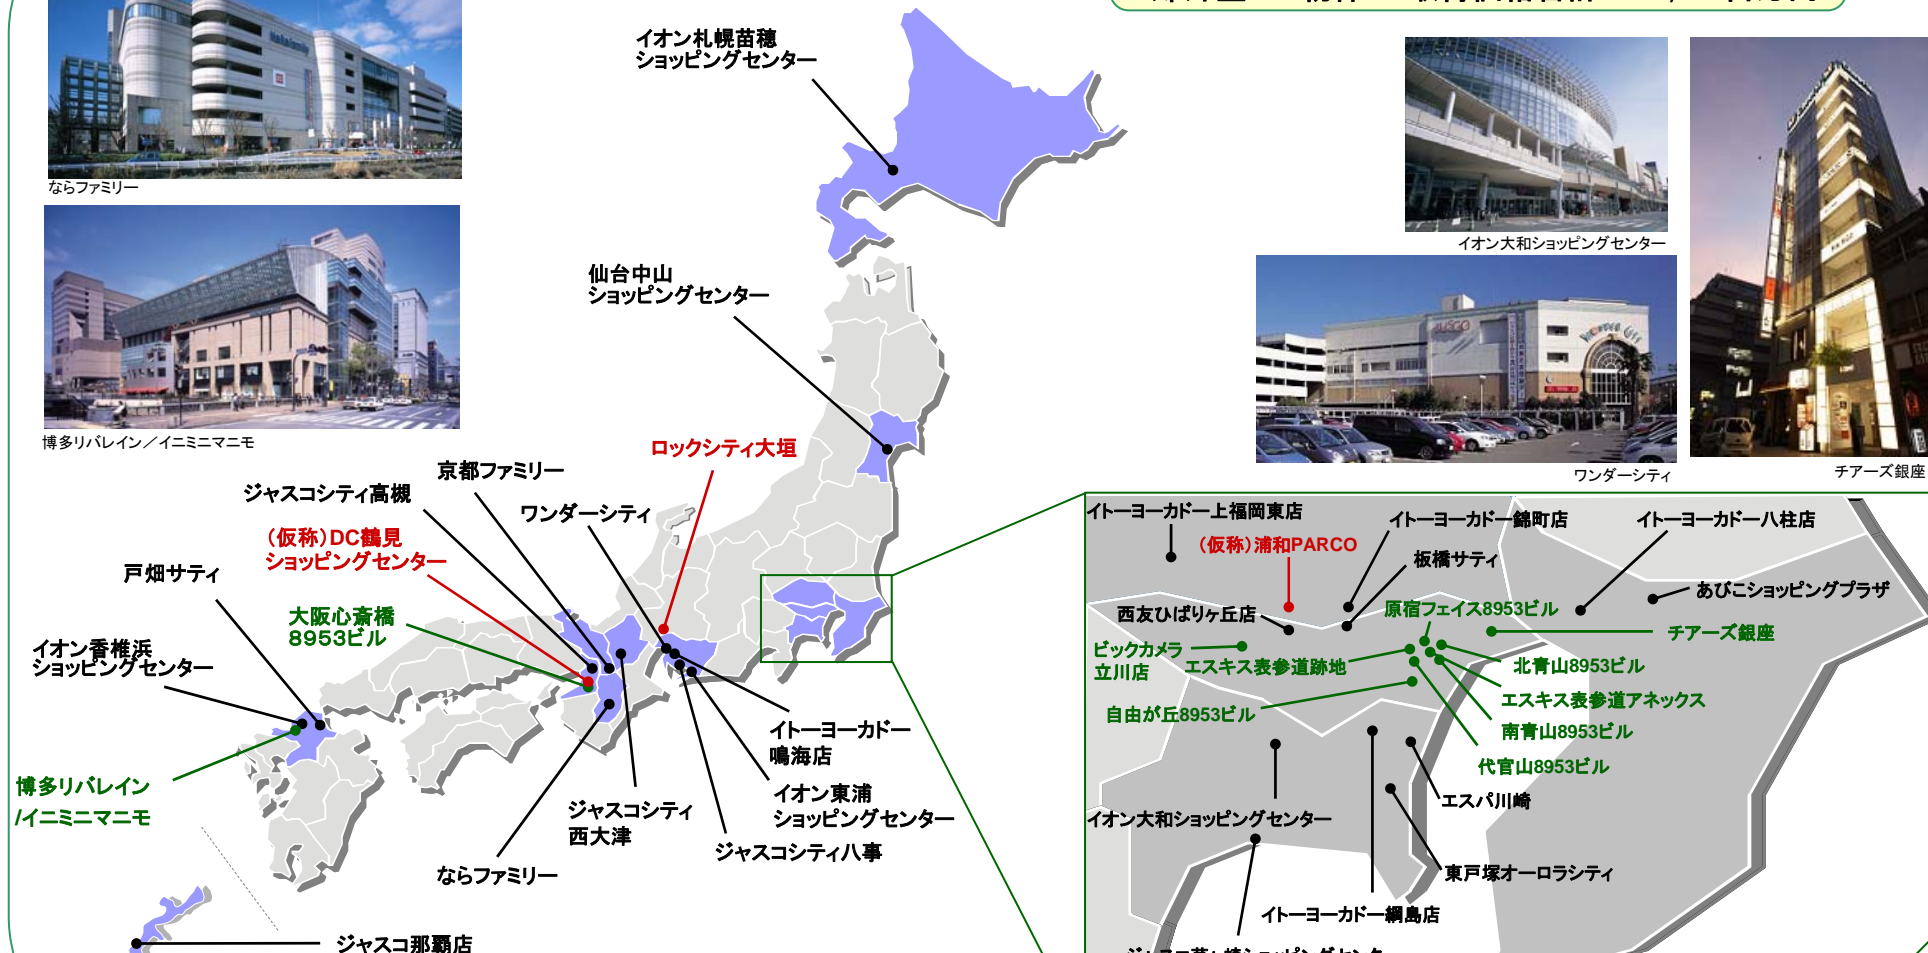 イオン札幌苗穂
ショッピングセンター
ならファミリー
イオン大和ショッピングセンター
仙台中山
ショッピングセンター
博多リバレイン／イニミニマニモ
ワンダーシティ
チアーズ銀座
ロックシティ大垣
京都ファミリー
ジャスコシティ高槻
ワンダーシティ
（仮称）DC鶴見
ショッピングセンター
戸畑サティ
大阪心斎橋
8953ビル
イオン香椎浜
ショッピングセンター
博多リバレイン
/イニミニマニモ
イトーヨーカドー
鳴海店
イオン東浦
ショッピングセンター
ジャスコシティ
西大津
ジャスコシティ八事
ならファミリー
ジャスコ那覇店
イトーヨーカドー上福岡東店
（仮称）浦和PARCO
イトーヨーカドー錦町店
イトーヨーカドー八柱店
板橋サティ
あびこショッピングプラザ
西友ひばりヶ丘店
原宿フェイス8953ビル
チアーズ銀座
ビックカメラ
立川店
エスキス表参道跡地
北青山8953ビル
エスキス表参道アネックス
自由が丘8953ビル
南青山8953ビル
代官山8953ビル
エスパ川崎
イオン大和ショッピングセンター
東戸塚オーロラシティ
イトーヨーカドー綱島店